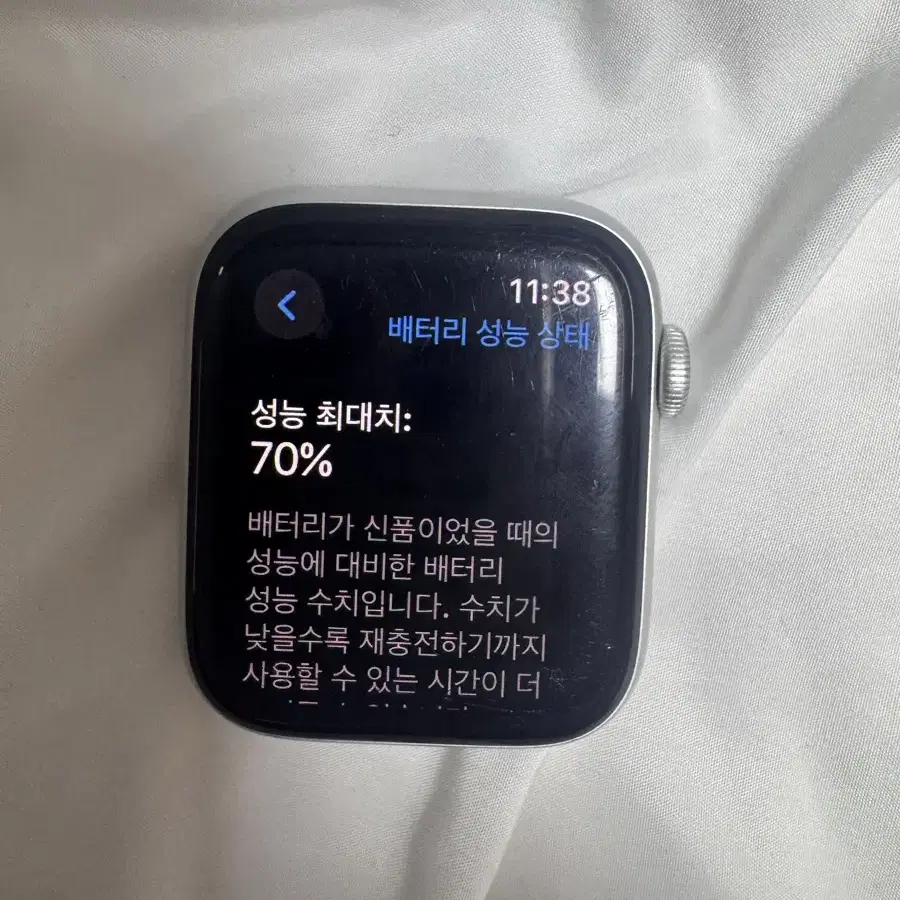 11:38
배터리 성능 상태
성능 최대치:
70%
배터리가 신품이었을 때의
성능에 대비한 배터리
성능 수치입니다. 수치가
낮을수록 재충전하기까지
사용할 수 있는 시간이 더